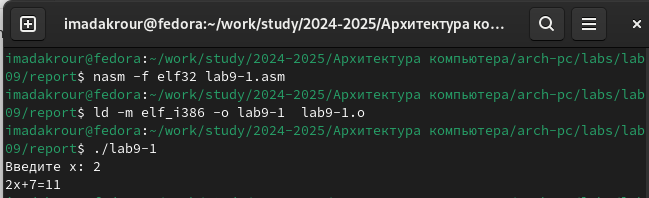 imadakrour@fedora:~/work/study/2024-2025/Архитектура ко...
imadakrour@fedora:~/work/study/2024-2025/Архитектура компьютера/arch-pc/labs/lab
09/report$ nasm -f elf32 lab9-1.asm
imadakrour@fedora:~/work/study/2024-2025/Архитектура компьютера/arch-pc/labs/lab
09/report$ ld -m elf_i386 -o lab9-1  lab9-1.o
imadakrour@fedora:~/work/study/2024-2025/Архитектура компьютера/arch-pc/labs/lab
09/report$ ./lab9-1
Введите x: 2
2x+7=11